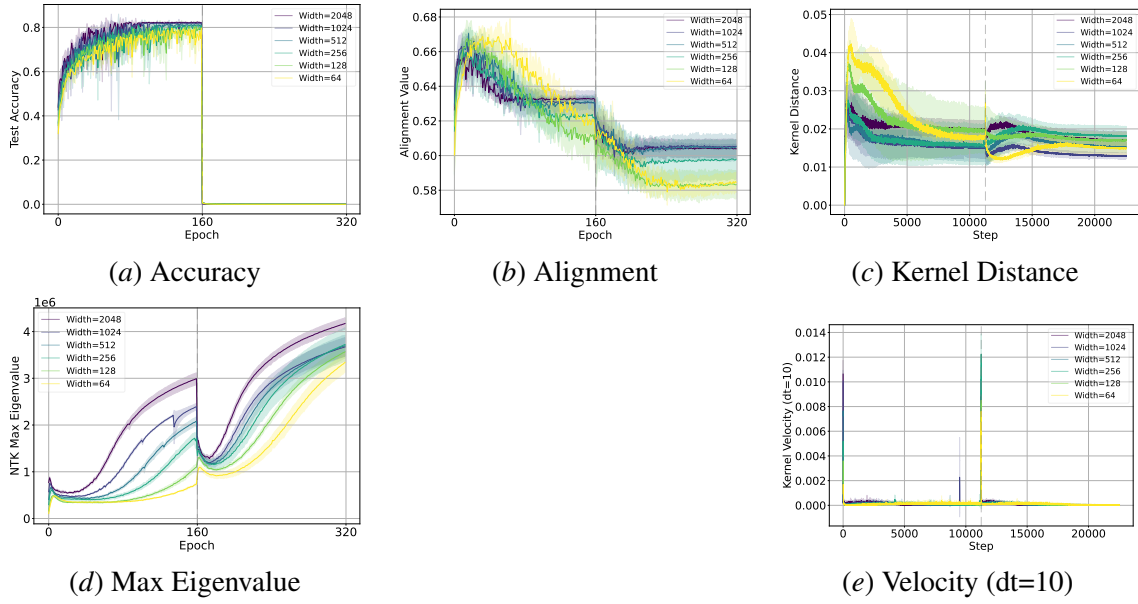 0.8
0.6
0.4
0.2
0.0
Test Accuracy
0
160
320
Epoch
Width=2048
Width=1024
Width=512
Width=256
Width=128
Width=64
(a) Accuracy
0.68
0.66
0.64
0.62
0.60
0.58
Alignment Value
0
160
320
Epoch
Width=2048
Width=1024
Width=512
Width=256
Width=128
Width=64
(b) Alignment
0.05
0.04
0.03
0.02
0.01
0.00
Kernel Distance
0
5000
10000
15000
20000
Step
Width=2048
Width=1024
Width=512
Width=256
Width=128
Width=64
(c) Kernel Distance
1e6
4
3
2
1
0
NTK Max Eigenvalue
0
160
320
Epoch
Width=2048
Width=1024
Width=512
Width=256
Width=128
Width=64
(d) Max Eigenvalue
0.014
0.012
0.010
0.008
0.006
0.004
0.002
0.000
Kernel Velocity (dt=10)
0
5000
10000
15000
20000
Step
Width=2048
Width=1024
Width=512
Width=256
Width=128
Width=64
(e) Velocity (dt=10)